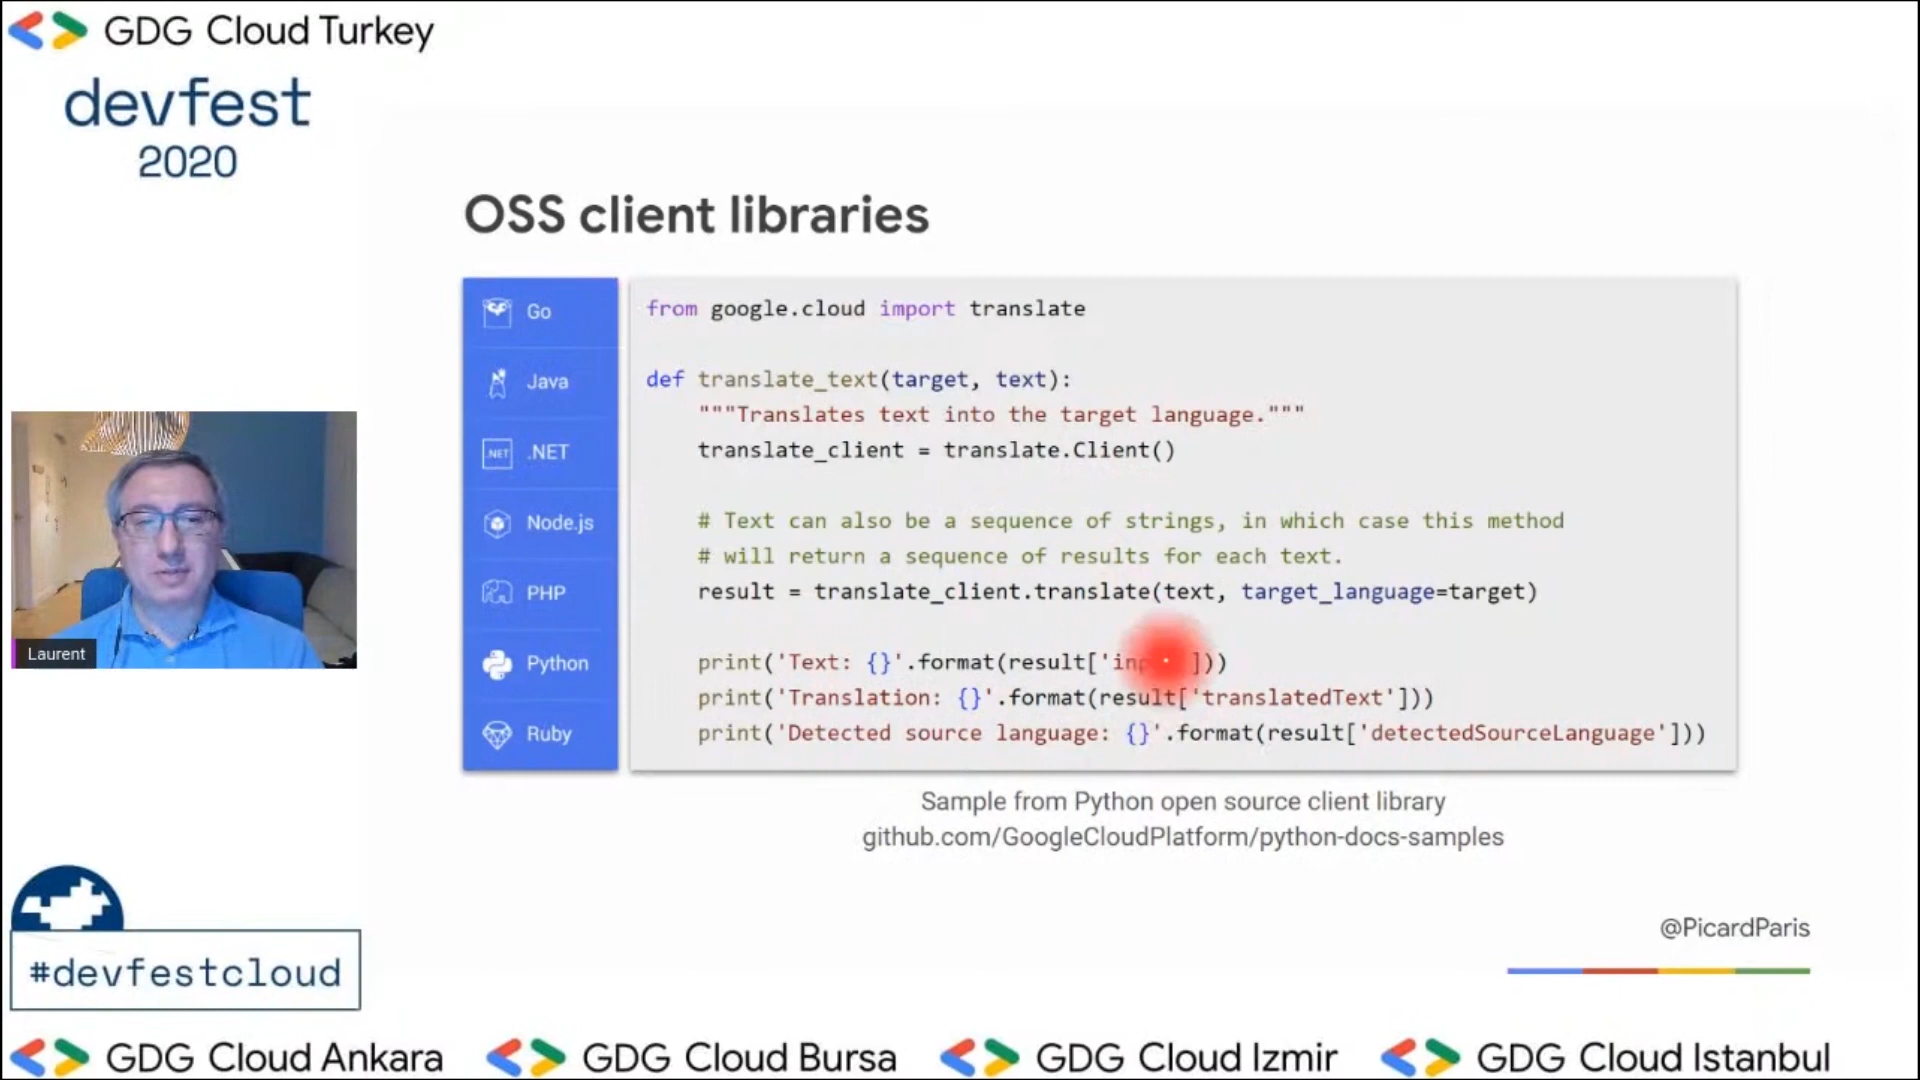 GDG Cloud Turkey
devfest
2020
OSS client libraries
Go
Java
.NET
.NET
Node.js
PHP
Python
Ruby
from google.cloud import translate
def translate_text(target, text):
"""Translates text into the target language."""
translate_client = translate.Client()
# Text can also be a sequence of strings, in which case this method
# will return a sequence of results for each text.
result = translate_client.translate(text, target_language=target)
print('Text: {}'.format(result['inp ]))
print('Translation: {}'.format(result['translatedText']))
print('Detected source language: {}'.format(result['detectedSourceLanguage']))
Sample from Python open source client library
github.com/GoogleCloudPlatform/python-docs-samples
Laurent
@PicardParis
#devfestcloud
GDG Cloud Ankara
GDG Cloud Bursa
GDG Cloud Izmir
GDG Cloud Istanbul